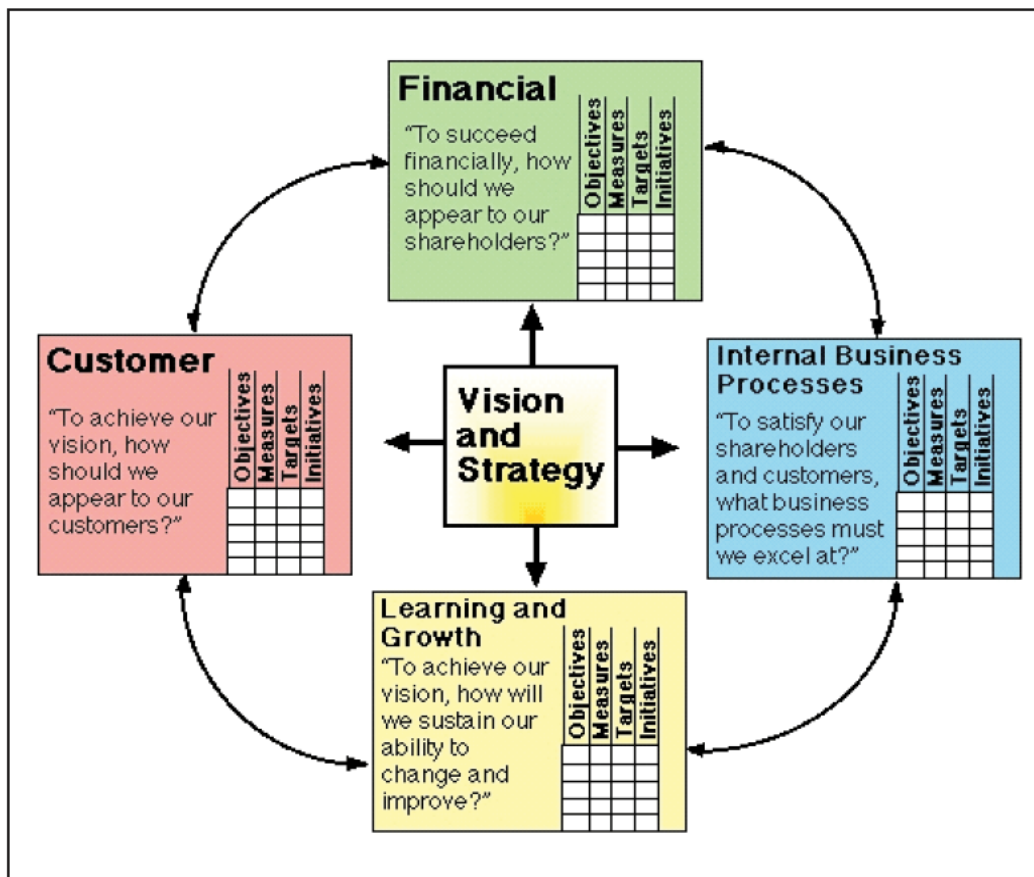 Financial
“To succeed
financially, how
should we
appear to our
shareholders?”
Objectives
Measures
Targets
Initiatives
Customer
“To achieve our
vision, how
should we
appear to our
customers?”
Objectives
Measures
Targets
Initiatives
Vision
and
Strategy
Internal Business
Processes
“To satisfy our
shareholders
and customers,
what business
processes must
we excel at?”
Objectives
Measures
Targets
Initiatives
Learning and
Growth
“To achieve our
vision, how will
we sustain our
ability to
change and
improve?”
Objectives
Measures
Targets
Initiatives